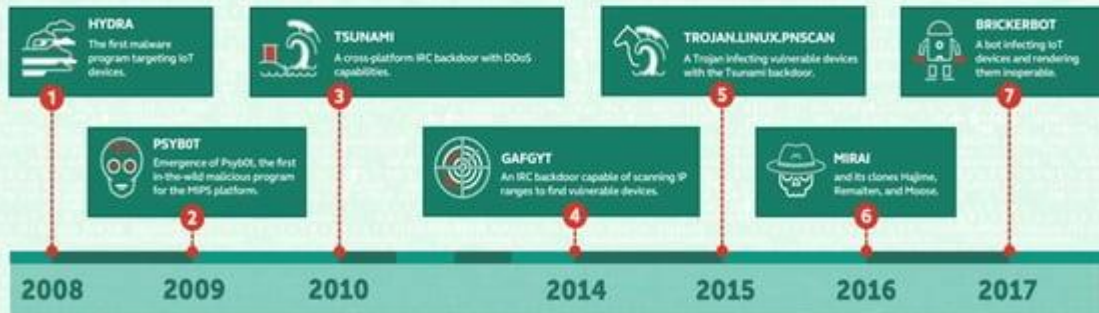 HYDRA
The first malware
program targeting IoT
devices.
1
PSYB0T
Emergence of Psyb0t, the first
in-the-wild malicious program
for the MIPS platform.
2
TSUNAMI
A cross-platform IRC backdoor with DDoS
capabilities.
3
GAFGYT
An IRC backdoor capable of scanning IP
ranges to find vulnerable devices.
4
TROJAN.LINUX.PNSCAN
A Trojan infecting vulnerable devices
with the Tsunami backdoor.
5
MIRAI
and its clones Hajime,
Remaiten, and Moose.
6
BRICKERBOT
A bot infecting IoT
devices and rendering
them inoperable.
7
2008 2009 2010 2014 2015 2016 2017